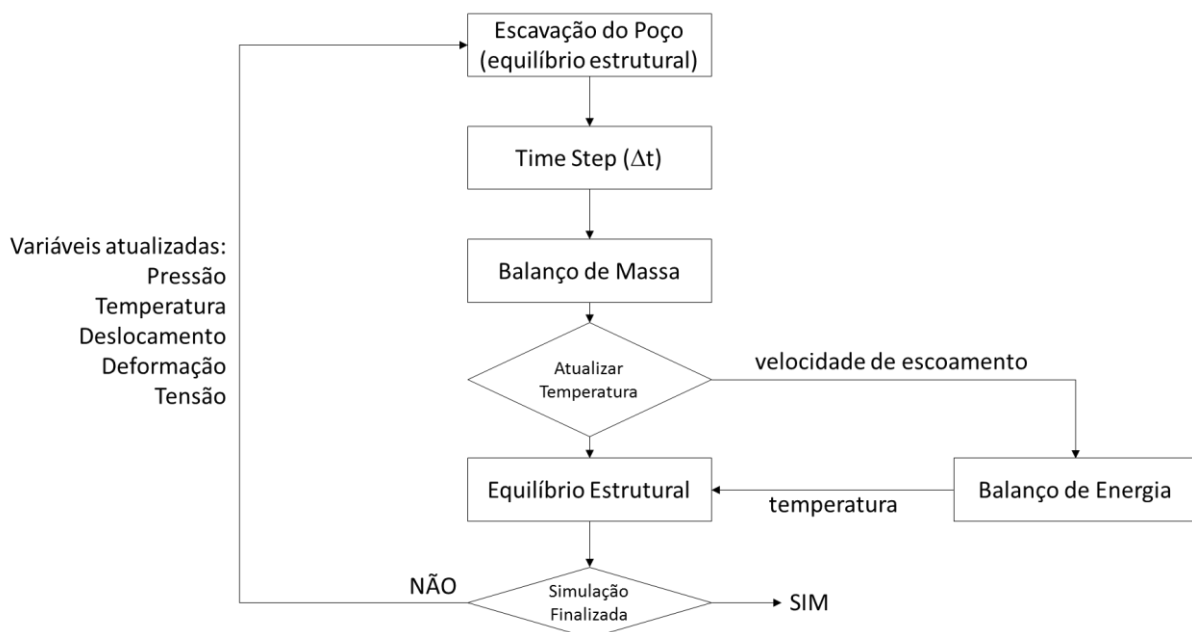 Escavação do Poço
(equilíbrio estrutural)
Time Step (Δt)
Variáveis atualizadas:
Pressão
Temperatura
Deslocamento
Deformação
Tensão
Balanço de Massa
Atualizar
Temperatura
velocidade de escoamento
Equilíbrio Estrutural
temperatura
Balanço de Energia
NÃO
Simulação
Finalizada
SIM